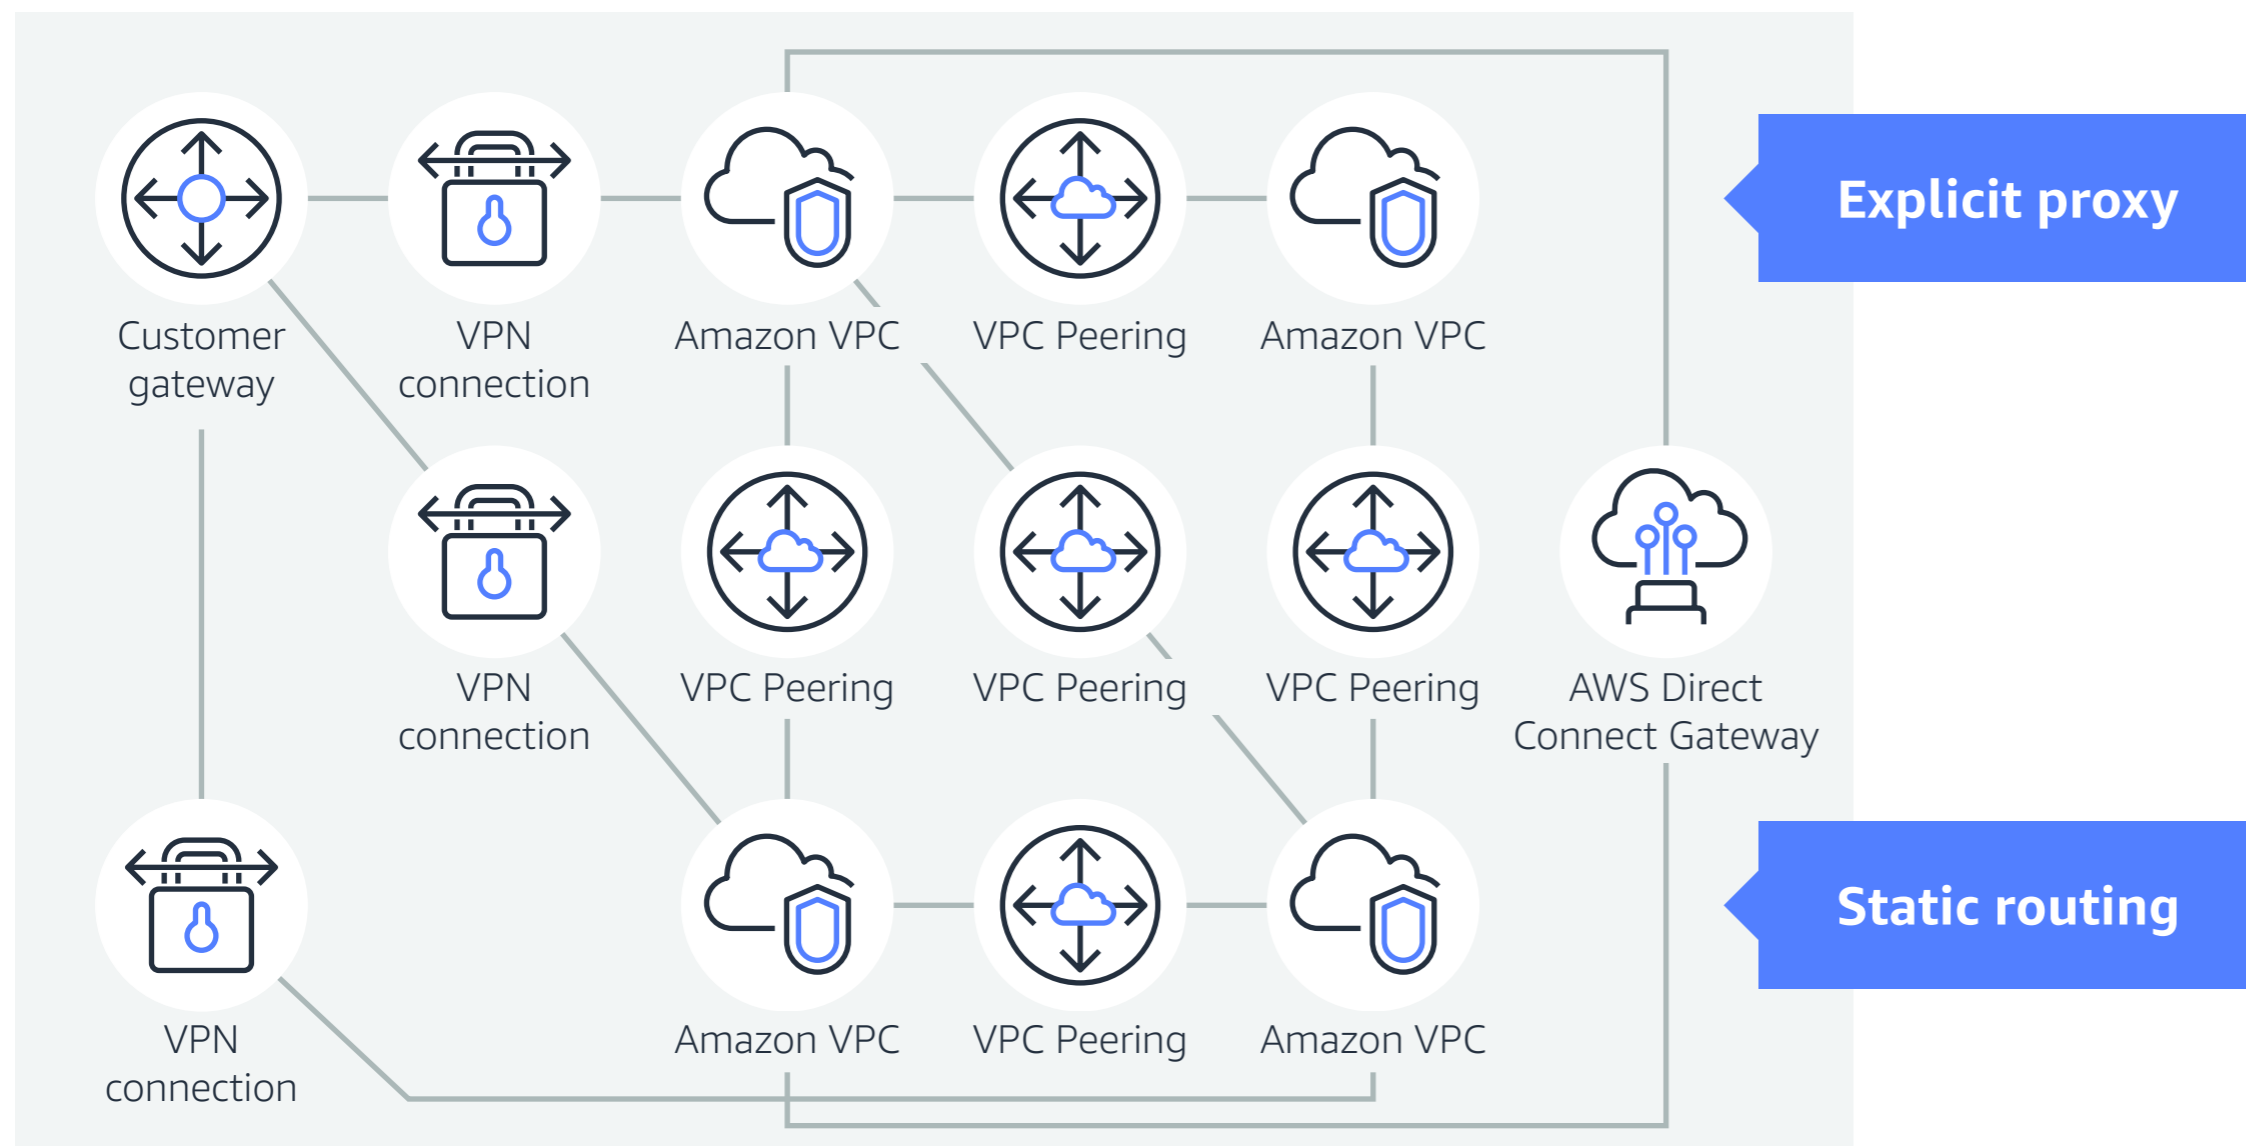 Explicit proxy
Customer
gateway
VPN
connection
Amazon VPC
VPC Peering
Amazon VPC
VPN
connection
VPC Peering
VPC Peering
VPC Peering
AWS Direct
Connect Gateway
Static routing
VPN
connection
Amazon VPC
VPC Peering
Amazon VPC